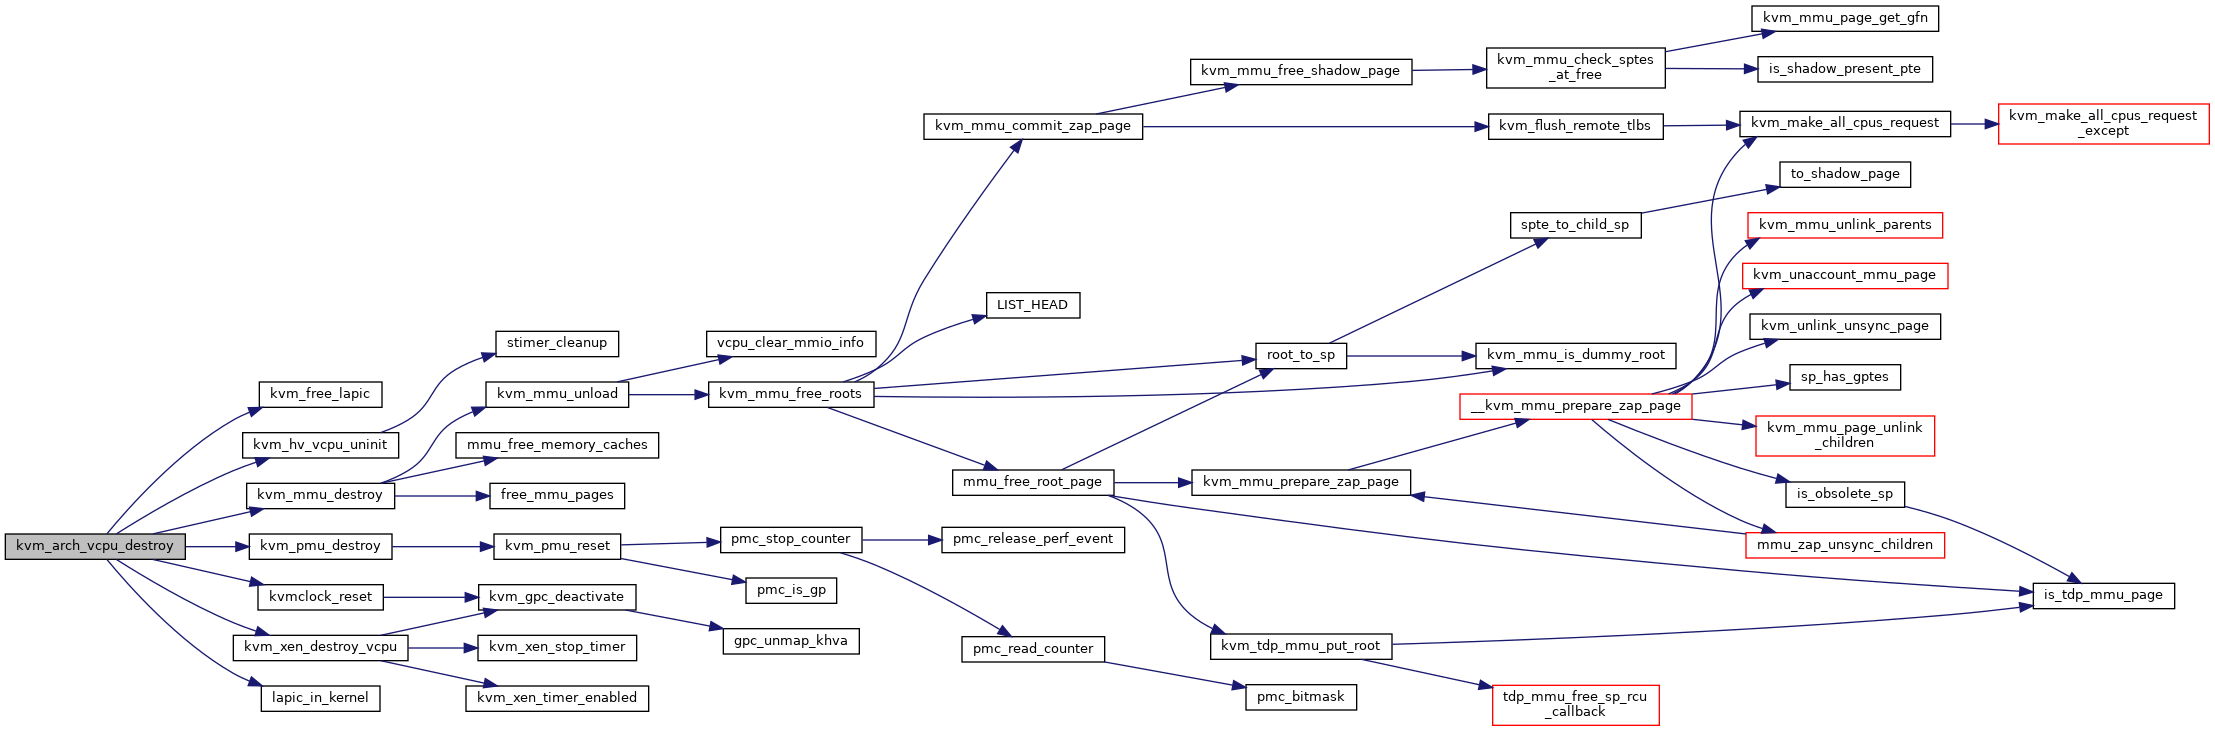 kvm_mmu_page_get_gfn
kvm_mmu_check_sptes
_at_free
kvm_mmu_free_shadow_page
is_shadow_present_pte
kvm_mmu_commit_zap_page
kvm_flush_remote_tlbs
kvm_make_all_cpus_request
kvm_make_all_cpus_request
_except
to_shadow_page
spte_to_child_sp
kvm_mmu_unlink_parents
kvm_unaccount_mmu_page
LIST_HEAD
kvm_unlink_unsync_page
stimer_cleanup
vcpu_clear_mmio_info
root_to_sp
kvm_mmu_is_dummy_root
sp_has_gptes
kvm_free_lapic
kvm_mmu_unload
kvm_mmu_free_roots
__kvm_mmu_prepare_zap_page
kvm_mmu_page_unlink
_children
kvm_hv_vcpu_uninit
mmu_free_memory_caches
mmu_free_root_page
kvm_mmu_prepare_zap_page
kvm_mmu_destroy
free_mmu_pages
is_obsolete_sp
kvm_arch_vcpu_destroy
kvm_pmu_destroy
kvm_pmu_reset
pmc_stop_counter
pmc_release_perf_event
mmu_zap_unsync_children
pmc_is_gp
kvmclock_reset
kvm_gpc_deactivate
is_tdp_mmu_page
gpc_unmap_khva
kvm_xen_destroy_vcpu
kvm_xen_stop_timer
pmc_read_counter
kvm_tdp_mmu_put_root
lapic_in_kernel
kvm_xen_timer_enabled
pmc_bitmask
tdp_mmu_free_sp_rcu
_callback